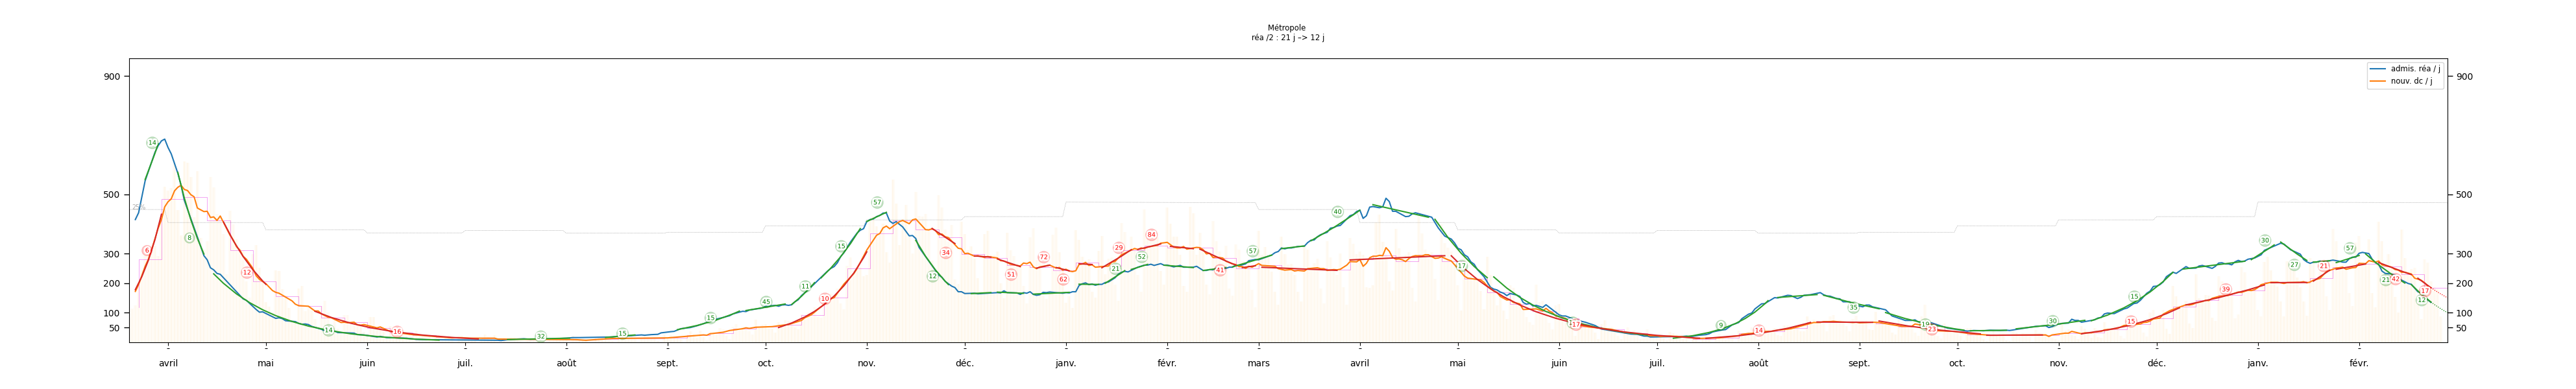 Métropole
réa /2 : 21 j –> 12 j
900
500
300
200
100
50
900
500
300
200
100
50
admis. réa / j
nouv. dc / j
14
6
8
12
14
16
32
15
15
45
11
10
15
57
12
34
51
72
62
21
29
52
84
41
57
40
17
17
9
14
35
19
23
30
15
15
39
30
27
21
57
21
42
12
17
avril
mai
juin
juil.
août
sept.
oct.
nov.
déc.
janv.
févr.
mars
avril
mai
juin
juil.
août
sept.
oct.
nov.
déc.
janv.
févr.